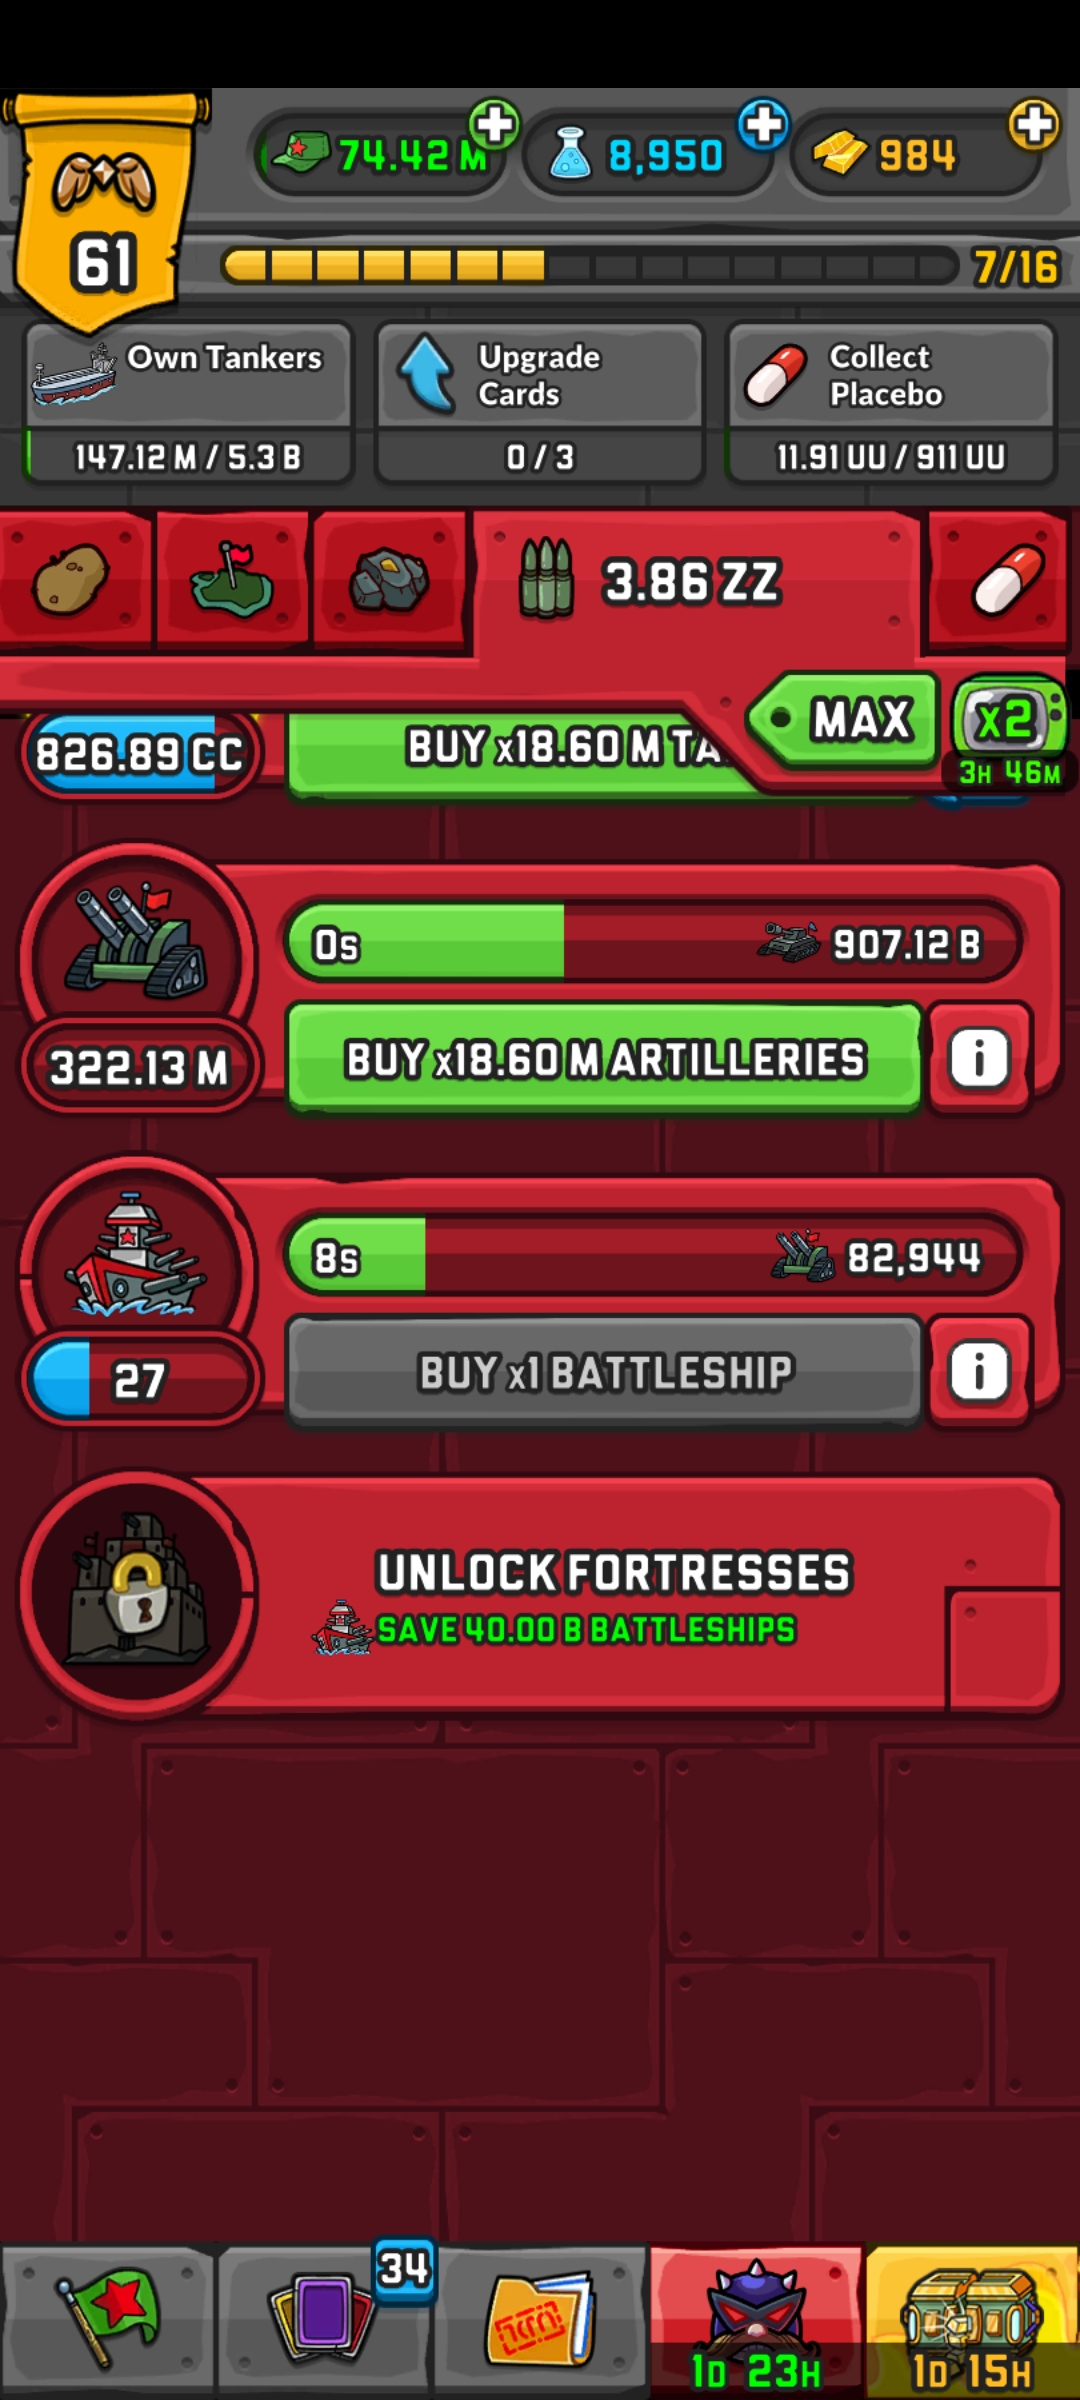 74.42 M
8,950
984
61
7/16
Own Tankers
147.12 M / 5.3 B
Upgrade
Cards
0 / 3
Collect
Placebo
11.91 UU / 911 UU
3.86 ZZ
MAX
x2
3H 46M
826.89 CC
BUY x18.60 M TA
0s
907.12 B
322.13 M
BUY x18.60 M ARTILLERIES
i
8s
82,944
27
BUY x1 BATTLESHIP
i
UNLOCK FORTRESSES
SAVE 40.00 B BATTLESHIPS
34
1D 23H
1D 15H